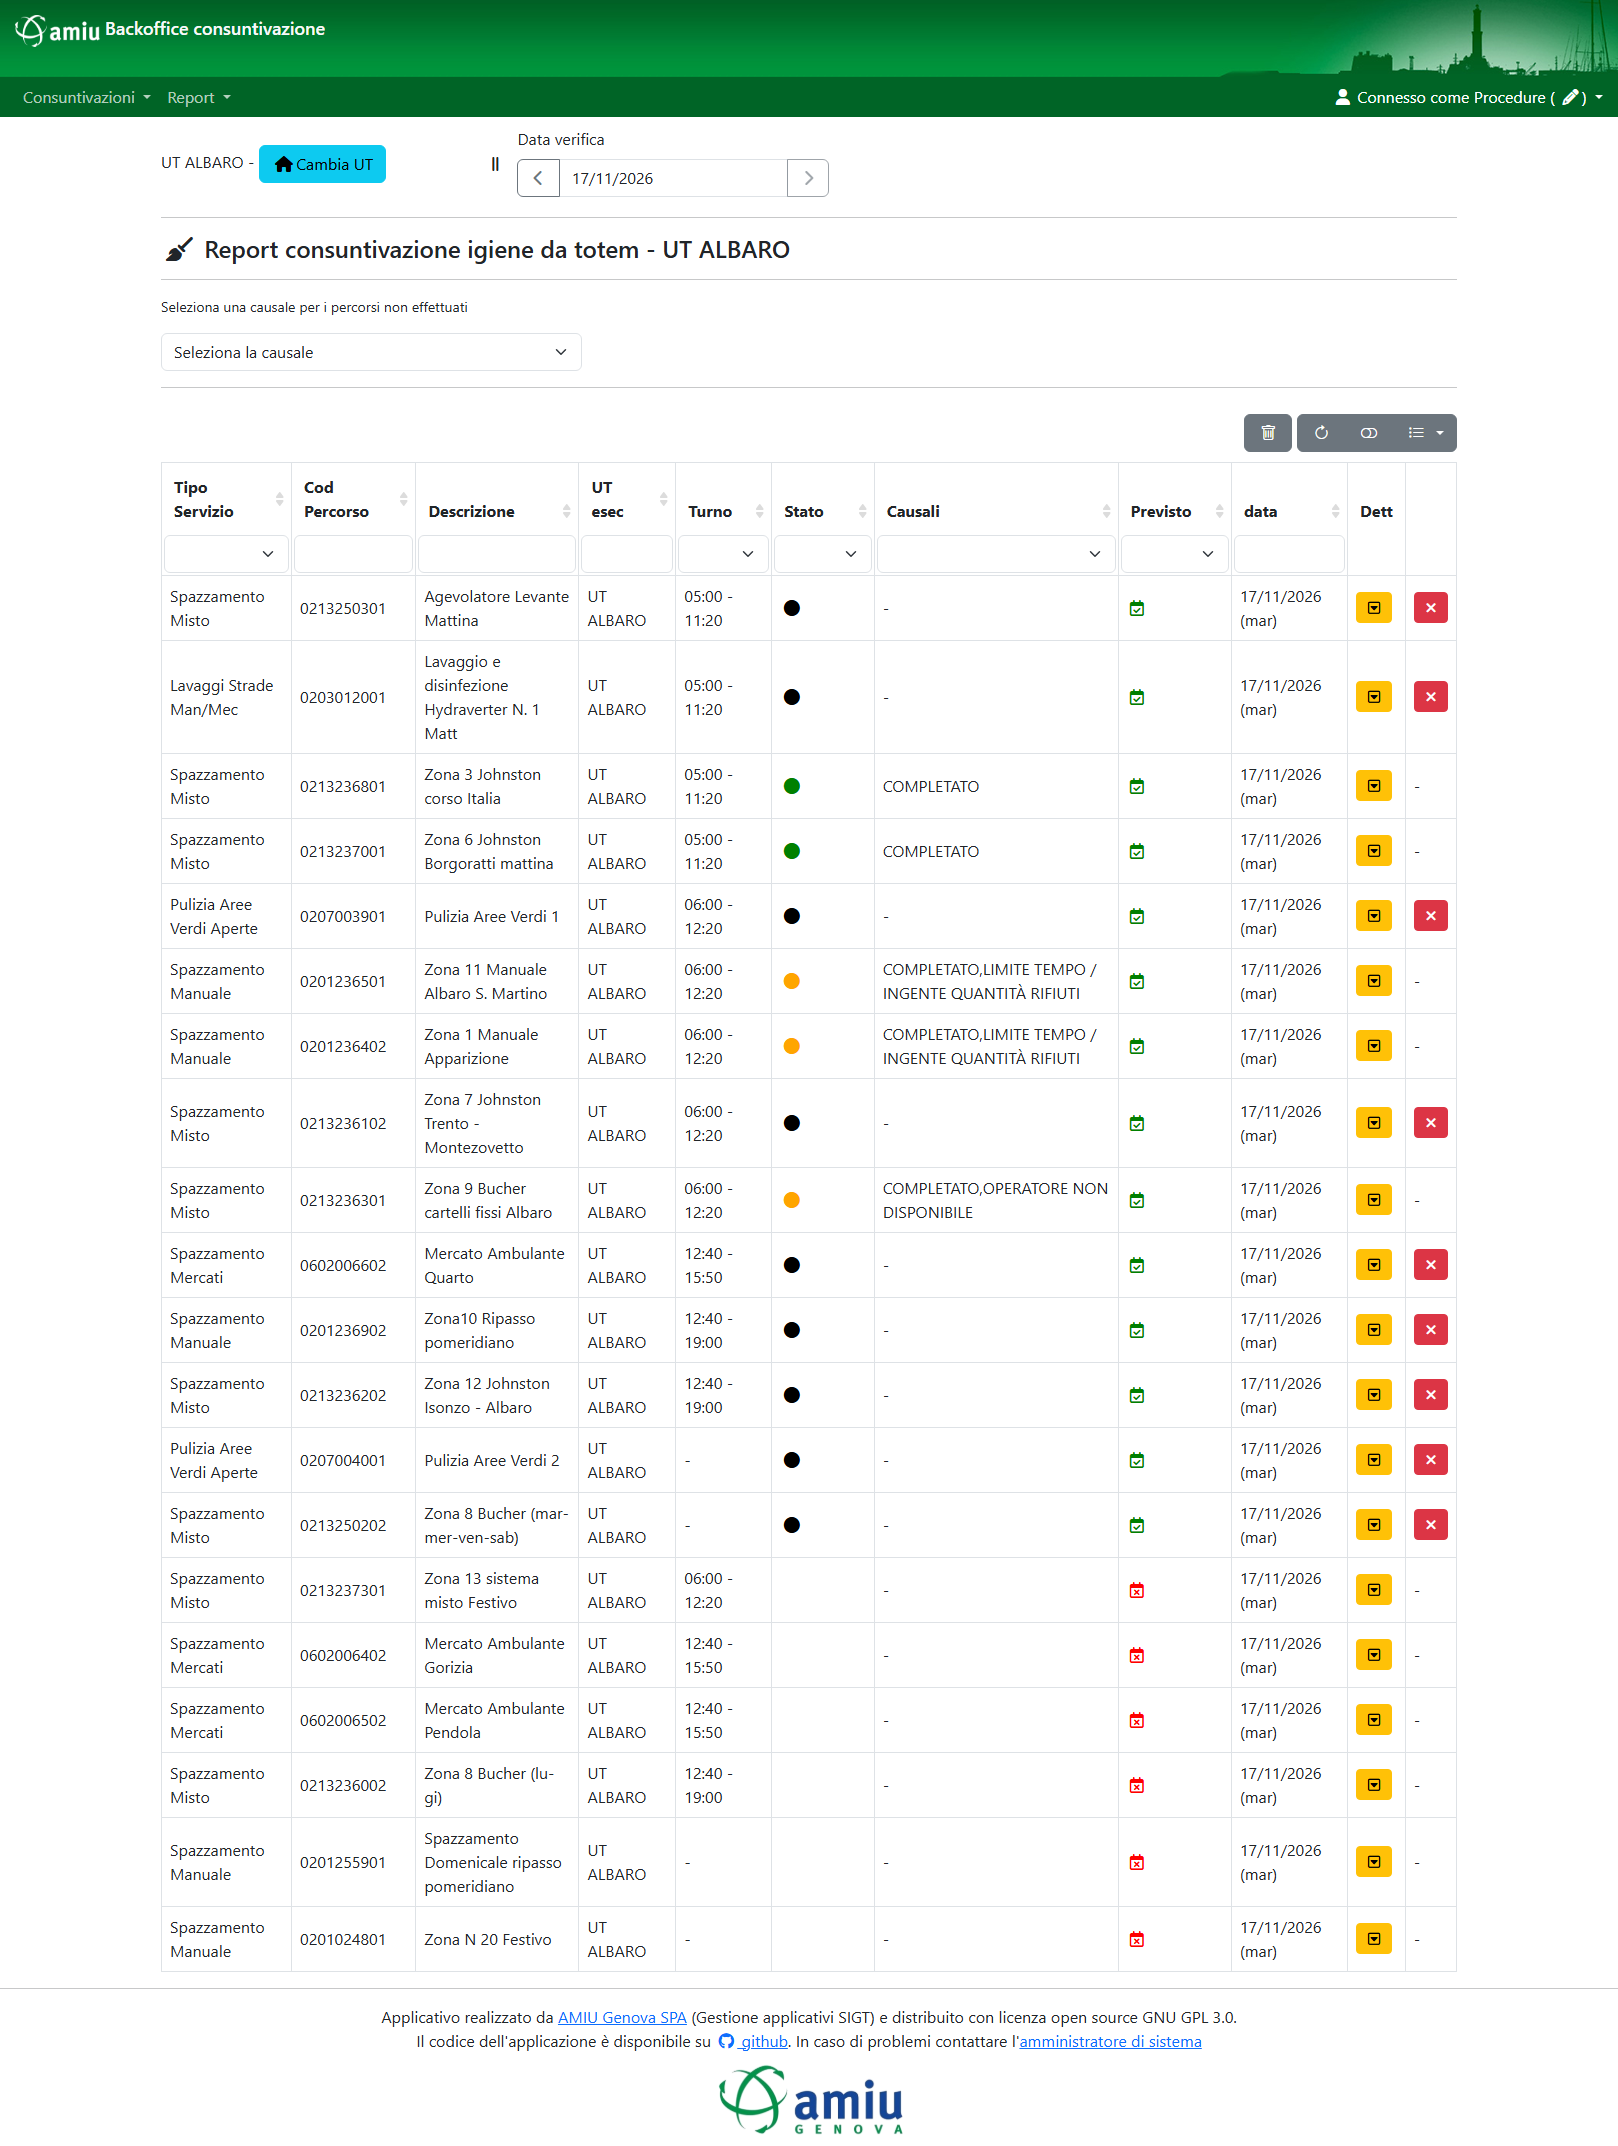 amiu Backoffice consuntivazione
Consuntivazioni Report Connesso come Procedure ( )
Data verifica
UT ALBARO - Cambia UT
17/11/2026
Report consuntivazione igiene da totem - UT ALBARO
Seleziona una causale per i percorsi non effettuati
Seleziona la causale
Tipo Servizio Cod Percorso Descrizione UT esec Turno Stato Causali Previsto data Dett
Spazzamento Misto 0213250301 Agevolatore Levante Mattina UT ALBARO 05:00 - 11:20 - 17/11/2026 (mar)
Lavaggi Strade Man/Mec 0203012001 Lavaggio e disinfezione Hydraverter N. 1 Matt UT ALBARO 05:00 - 11:20 - 17/11/2026 (mar)
Spazzamento Misto 0213236801 Zona 3 Johnston corso Italia UT ALBARO 05:00 - 11:20 COMPLETATO 17/11/2026 (mar) -
Spazzamento Misto 0213237001 Zona 6 Johnston Borgoratti mattina UT ALBARO 05:00 - 11:20 COMPLETATO 17/11/2026 (mar) -
Pulizia Aree Verdi Aperte 0207003901 Pulizia Aree Verdi 1 UT ALBARO 06:00 - 12:20 - 17/11/2026 (mar)
Spazzamento Manuale 0201236501 Zona 11 Manuale Albaro S. Martino UT ALBARO 06:00 - 12:20 COMPLETATO,LIMITE TEMPO / INGENTE QUANTITÀ RIFIUTI 17/11/2026 (mar) -
Spazzamento Manuale 0201236402 Zona 1 Manuale Apparizione UT ALBARO 06:00 - 12:20 COMPLETATO,LIMITE TEMPO / INGENTE QUANTITÀ RIFIUTI 17/11/2026 (mar) -
Spazzamento Misto 0213236102 Zona 7 Johnston Trento - Montezovetto UT ALBARO 06:00 - 12:20 - 17/11/2026 (mar)
Spazzamento Misto 0213236301 Zona 9 Bucher cartelli fissi Albaro UT ALBARO 06:00 - 12:20 COMPLETATO,OPERATORE NON DISPONIBILE 17/11/2026 (mar) -
Spazzamento Mercati 0602006602 Mercato Ambulante Quarto UT ALBARO 12:40 - 15:50 - 17/11/2026 (mar)
Spazzamento Manuale 0201236902 Zona10 Ripasso pomeridiano UT ALBARO 12:40 - 19:00 - 17/11/2026 (mar)
Spazzamento Misto 0213236202 Zona 12 Johnston Isonzo - Albaro UT ALBARO 12:40 - 19:00 - 17/11/2026 (mar)
Pulizia Aree Verdi Aperte 0207004001 Pulizia Aree Verdi 2 UT ALBARO - - 17/11/2026 (mar)
Spazzamento Misto 0213250202 Zona 8 Bucher (mar-mer-ven-sab) UT ALBARO - - 17/11/2026 (mar)
Spazzamento Misto 0213237301 Zona 13 sistema misto Festivo UT ALBARO 06:00 - 12:20 - 17/11/2026 (mar) -
Spazzamento Mercati 0602006402 Mercato Ambulante Gorizia UT ALBARO 12:40 - 15:50 - 17/11/2026 (mar) -
Spazzamento Mercati 0602006502 Mercato Ambulante Pendola UT ALBARO 12:40 - 15:50 - 17/11/2026 (mar) -
Spazzamento Misto 0213236002 Zona 8 Bucher (lu-gi) UT ALBARO 12:40 - 19:00 - 17/11/2026 (mar) -
Spazzamento Manuale 0201255901 Spazzamento Domenicale ripasso pomeridiano UT ALBARO - - 17/11/2026 (mar) -
Spazzamento Manuale 0201024801 Zona N 20 Festivo UT ALBARO - - 17/11/2026 (mar) -
Applicativo realizzato da AMIU Genova SPA (Gestione applicativi SIGT) e distribuito con licenza open source GNU GPL 3.0.
Il codice dell'applicazione è disponibile su github. In caso di problemi contattare l'amministratore di sistema
amiu
GENOVA